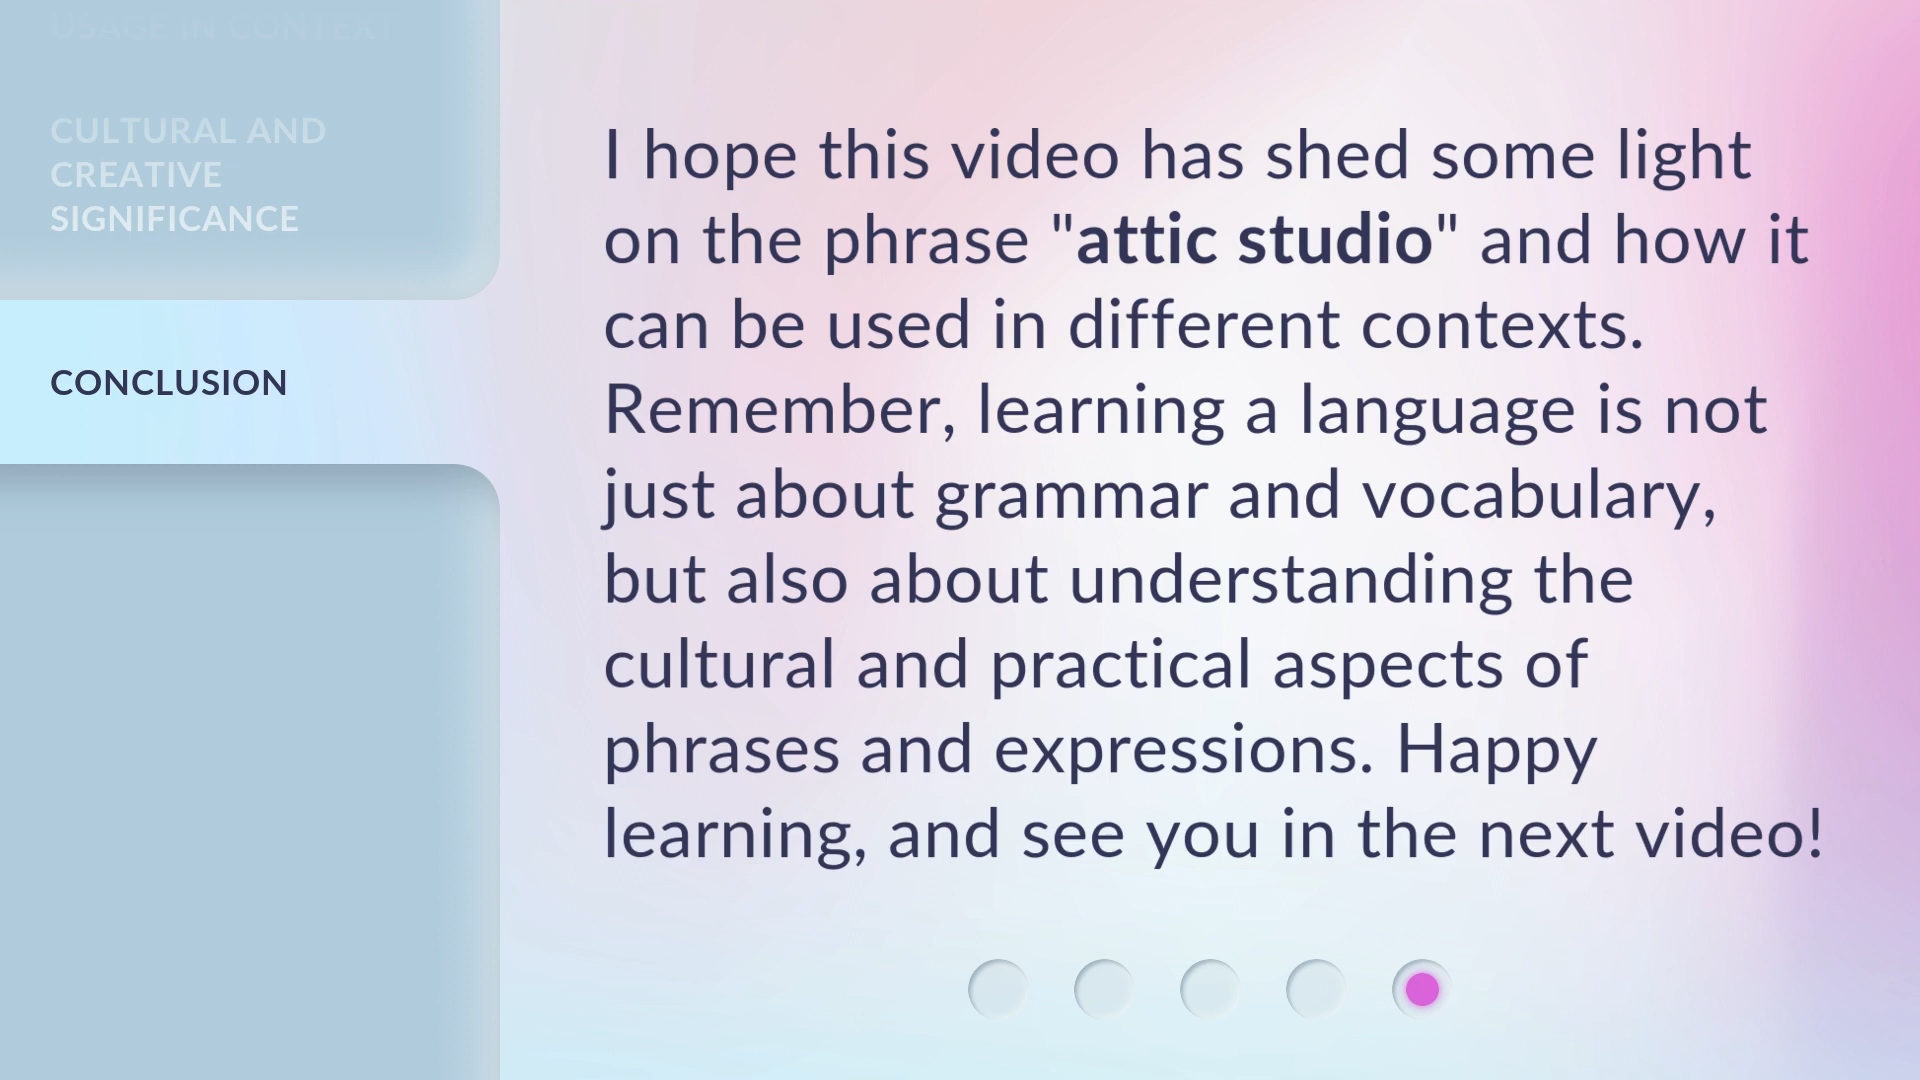 USAGE IN CONTEXT
CULTURAL AND
CREATIVE
SIGNIFICANCE
CONCLUSION
I hope this video has shed some light
on the phrase "attic studio" and how it
can be used in different contexts.
Remember, learning a language is not
just about grammar and vocabulary,
but also about understanding the
cultural and practical aspects of
phrases and expressions. Happy
learning, and see you in the next video!